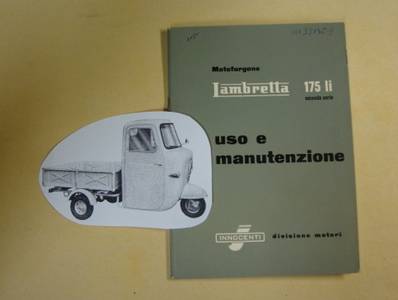 Motofurgone
Lambretta 175 li
seconda serie
uso e
manutenzione
INNOCENTI divisione motori